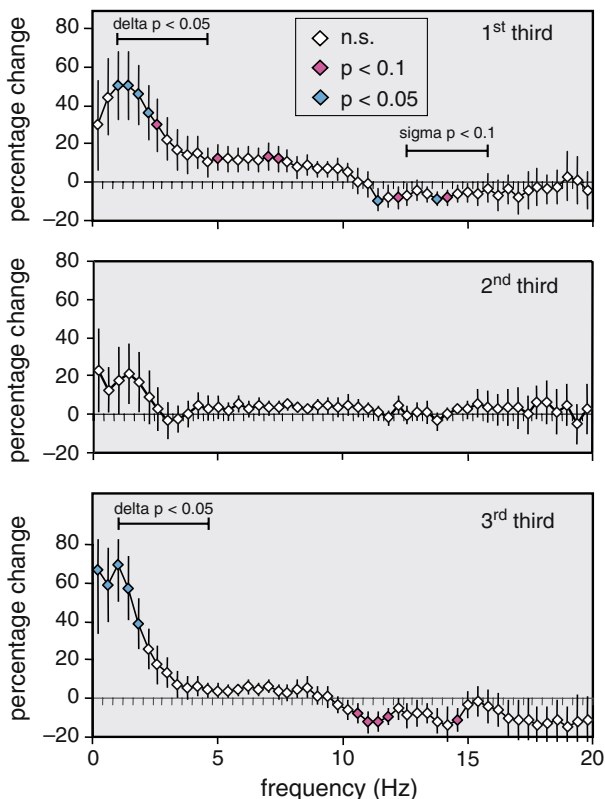 percentage change
80
60
40
20
0
–20
delta p < 0.05
n.s.
p < 0.1
p < 0.05
1st third
sigma p < 0.1
percentage change
80
60
40
20
0
–20
2nd third
percentage change
80
60
40
20
0
–20
delta p < 0.05
3rd third
0 5 10 15 20
frequency (Hz)